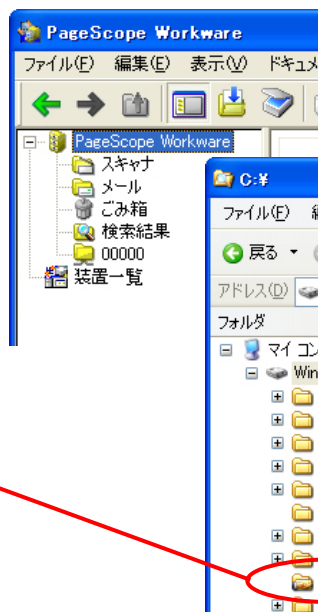 PageScope Workware
ファイル(F) 編集(E) 表示(V) ドキュメ
PageScope Workware
スキャナ
メール
ごみ箱
検索結果
00000
装置一覧
C:¥
ファイル(F)
戻る
アドレス(D)
フォルダ
マイ コン
Win